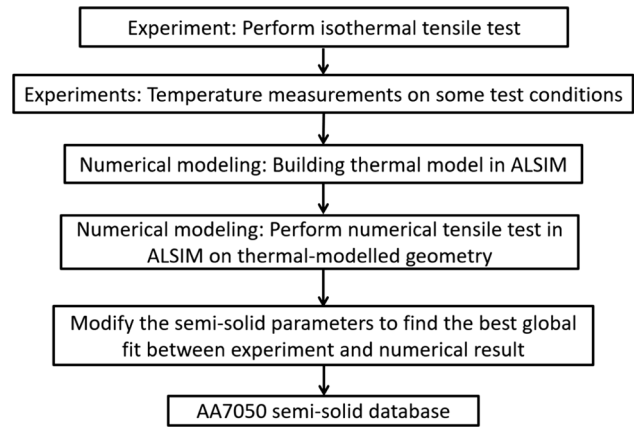 Experiment: Perform isothermal tensile test
Experiments: Temperature measurements on some test conditions
Numerical modeling: Building thermal model in ALSIM
Numerical modeling: Perform numerical tensile test in
ALSIM on thermal-modelled geometry
Modify the semi-solid parameters to find the best global
fit between experiment and numerical result
AA7050 semi-solid database